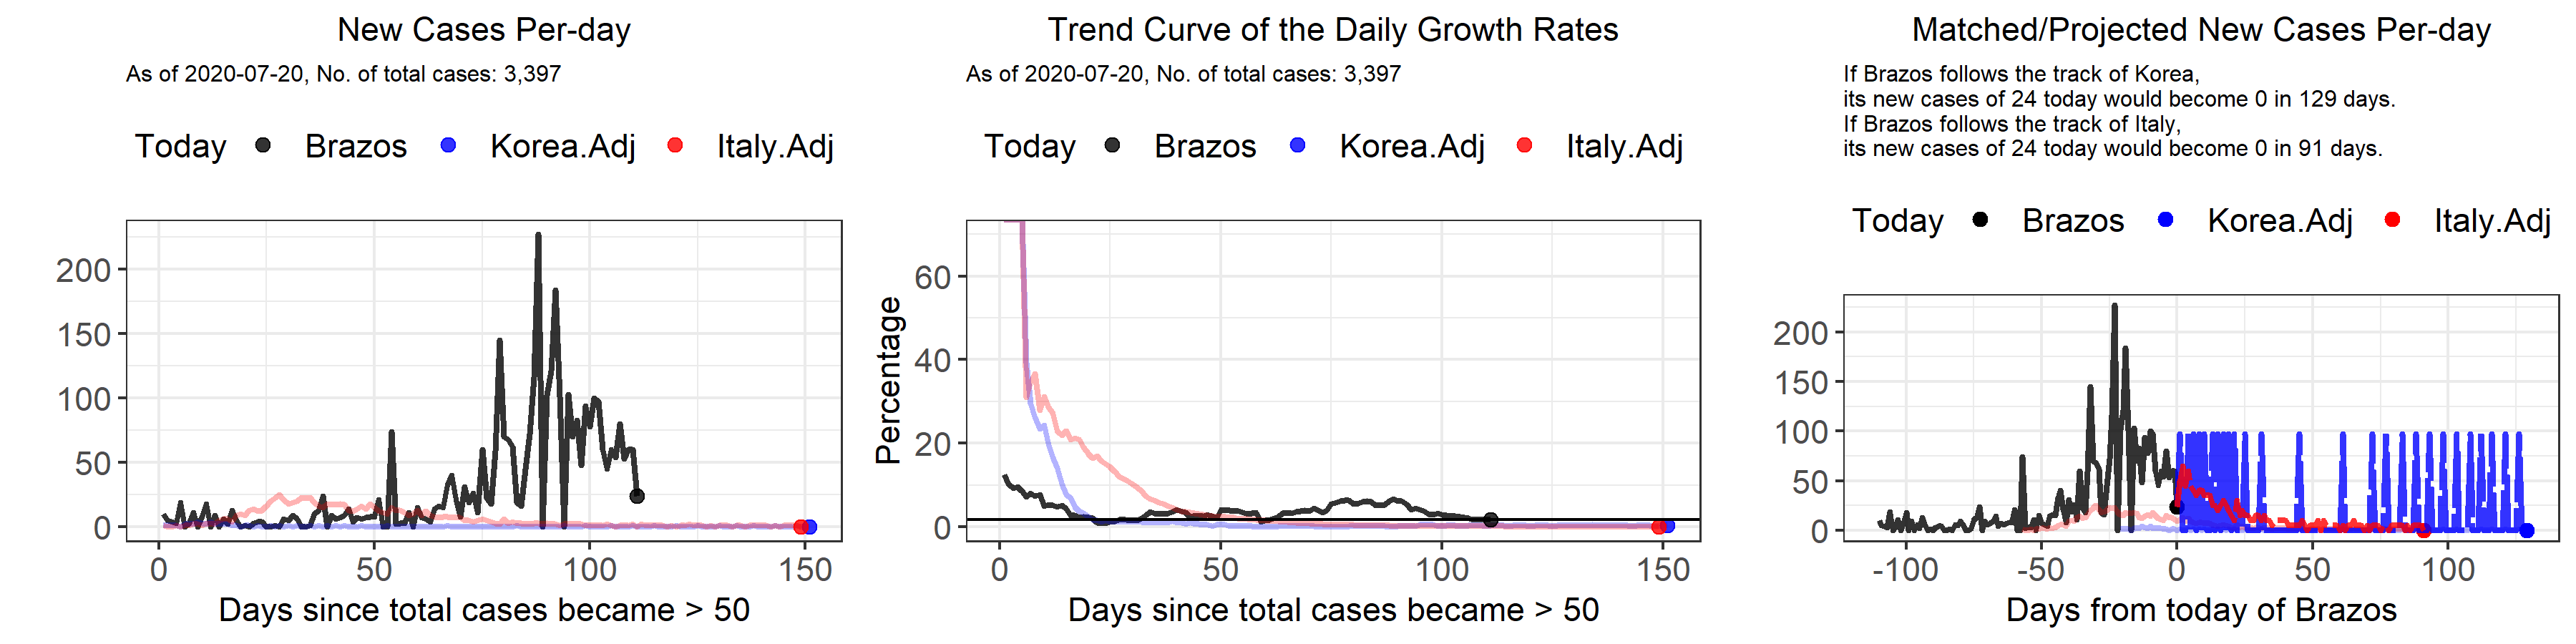 New Cases Per-day
As of 2020-07-20, No. of total cases: 3,397
Today Brazos Korea.Adj Italy.Adj
200
150
100
50
0
0 50 100 150
Days since total cases became > 50
Trend Curve of the Daily Growth Rates
As of 2020-07-20, No. of total cases: 3,397
Today Brazos Korea.Adj Italy.Adj
Percentage
60
40
20
0
0 50 100 150
Days since total cases became > 50
Matched/Projected New Cases Per-day
If Brazos follows the track of Korea,
its new cases of 24 today would become 0 in 129 days.
If Brazos follows the track of Italy,
its new cases of 24 today would become 0 in 91 days.
Today Brazos Korea.Adj Italy.Adj
200
150
100
50
0
-100 -50 0 50 100
Days from today of Brazos